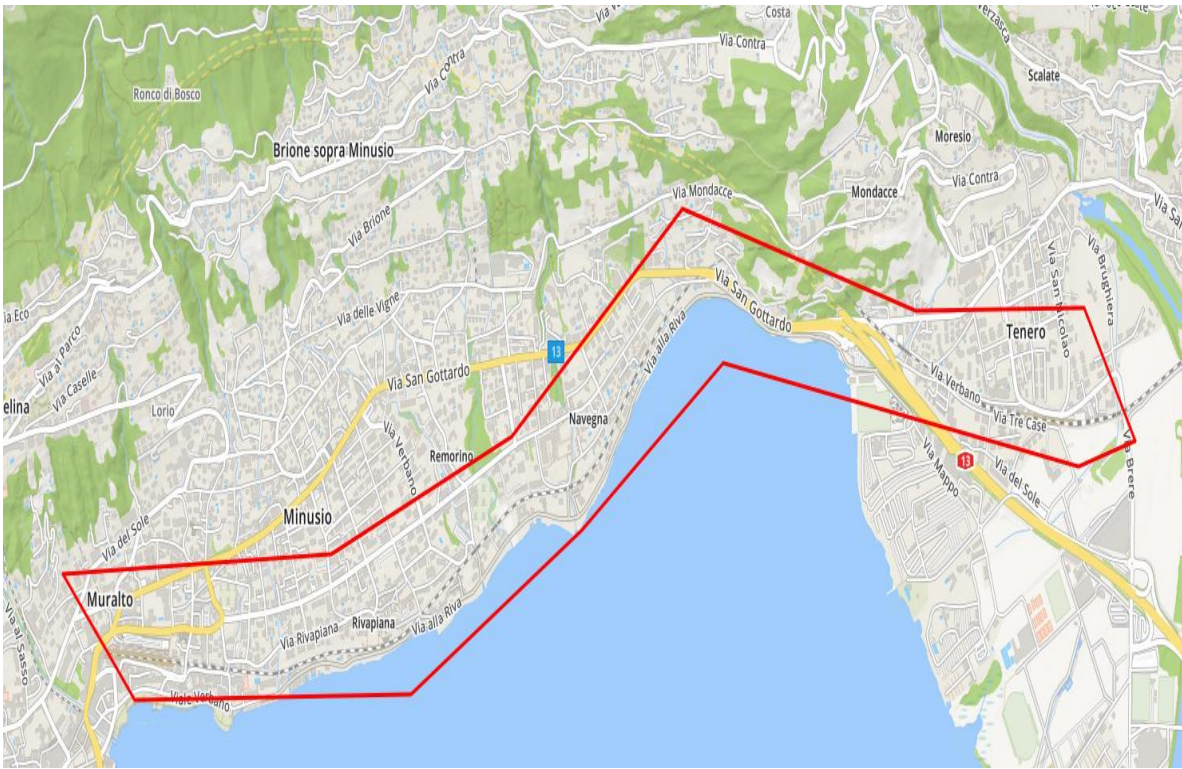 Costa
Via Contra
Scalate
Ronco di Bosco
Via Contra
Moresio
Brione sopra Minusio
Via Contra
Via Mondacce
Mondacce
Via Brione
Via San Nicolao
Via Brughiera
Via San Gottardo
Via delle Vigne
Via alla Riva
Tenero
Via al Parco
13
Via San Gottardo
Via Verbano
Via Caselle
Lorio
Navegna
Via Tre Case
Via Verbano
Remorino
Via Mappo
13
Via del Sole
Via Brere
Minusio
Via del Sole
Muralto
Via Rivapiana
Rivapiana
Via alla Riva
Via al Sasso
Viale Verbano